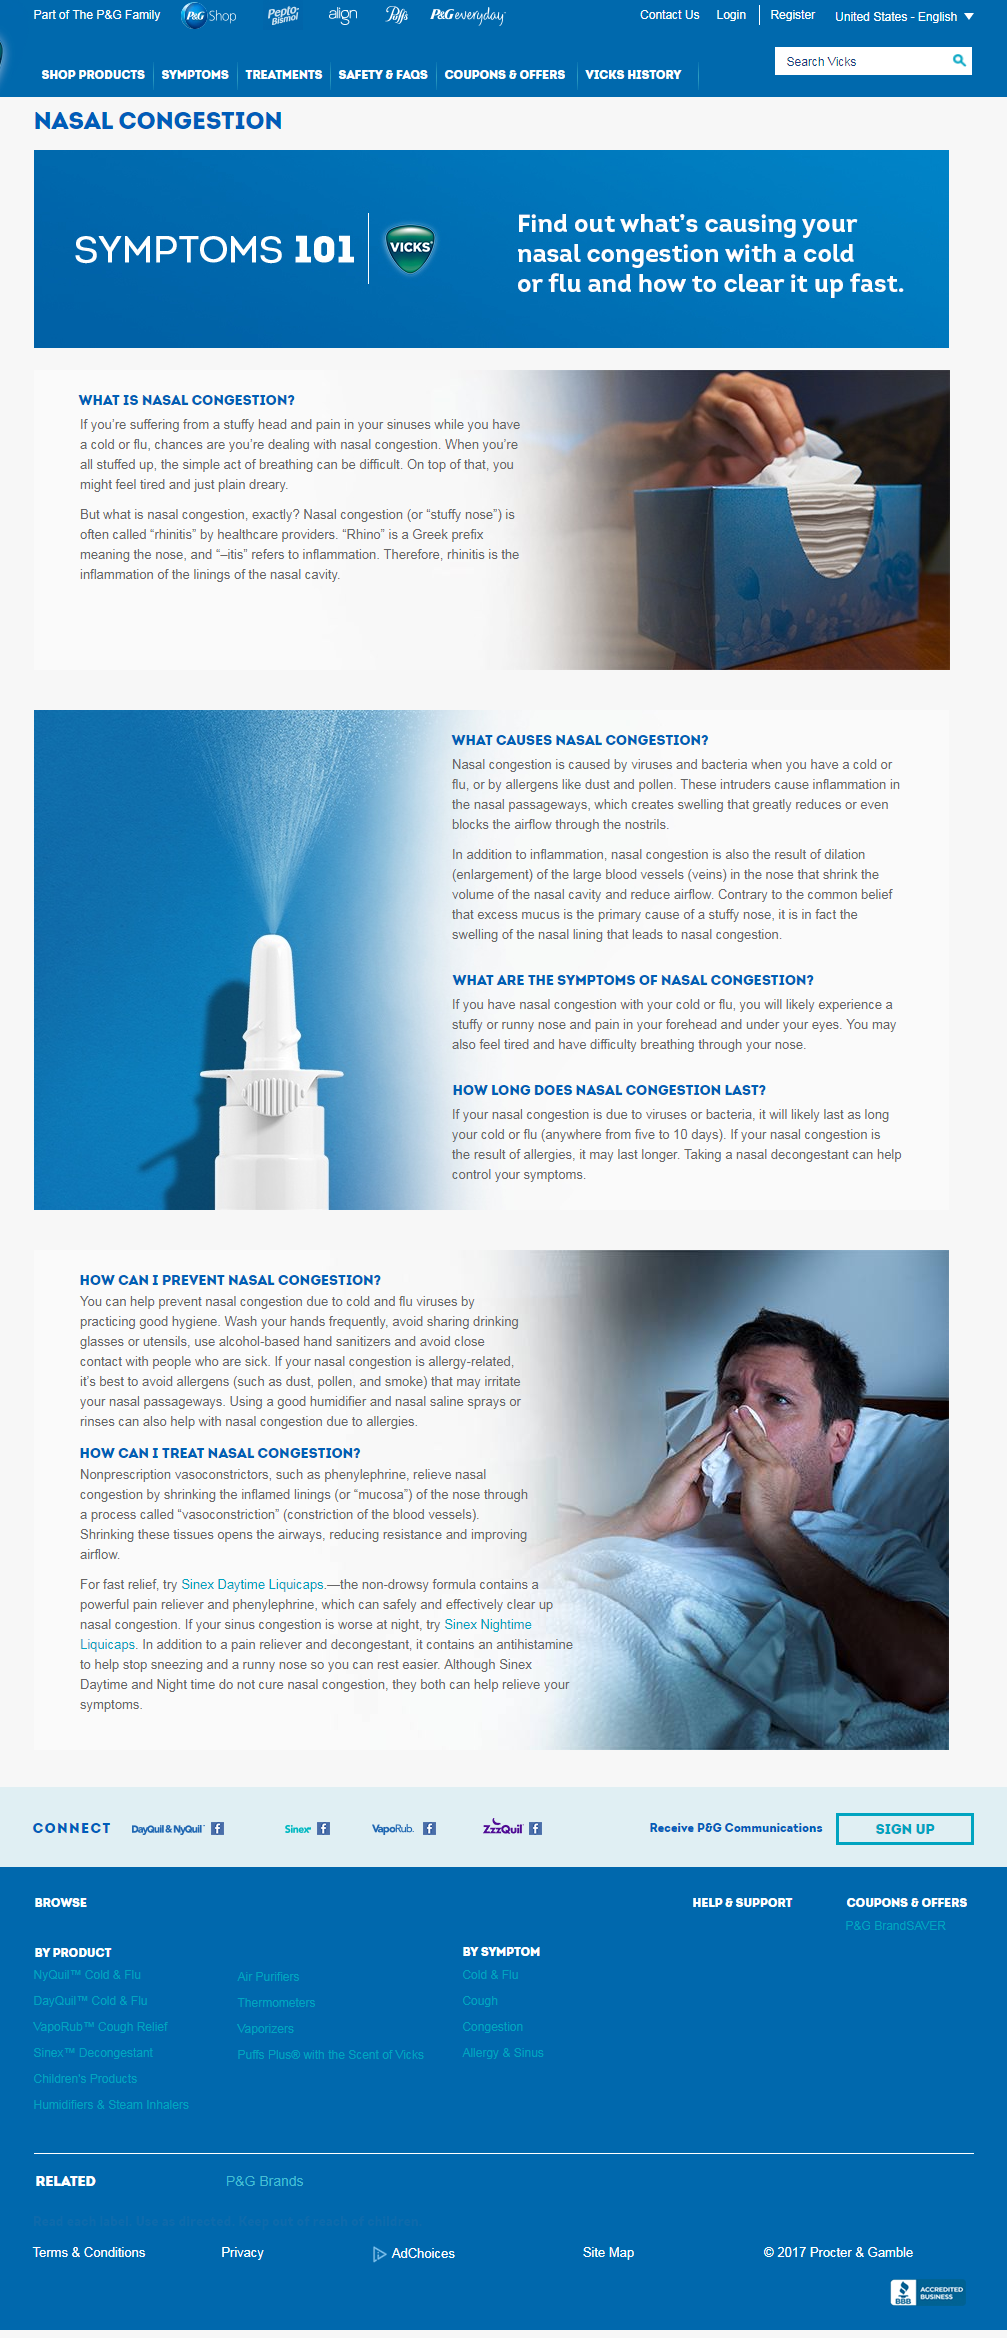 Part of The P&G Family
P&G Shop
Pepto Bismol
align
Puffs
P&G everyday
Contact Us
Login
Register
United States - English
SHOP PRODUCTS
SYMPTOMS
TREATMENTS
SAFETY & FAQS
COUPONS & OFFERS
VICKS HISTORY
Search Vicks
NASAL CONGESTION
SYMPTOMS 101
VICKS
Find out what's causing your
nasal congestion with a cold
or flu and how to clear it up fast.
WHAT IS NASAL CONGESTION?
If you're suffering from a stuffy head and pain in your sinuses while you have
a cold or flu, chances are you're dealing with nasal congestion. When you're
all stuffed up, the simple act of breathing can be difficult. On top of that, you
might feel tired and just plain dreary.
But what is nasal congestion, exactly? Nasal congestion (or “stuffy nose”) is
often called “rhinitis” by healthcare providers. “Rhino” is a Greek prefix
meaning the nose, and “–itis” refers to inflammation. Therefore, rhinitis is the
inflammation of the linings of the nasal cavity.
WHAT CAUSES NASAL CONGESTION?
Nasal congestion is caused by viruses and bacteria when you have a cold or
flu, or by allergens like dust and pollen. These intruders cause inflammation in
the nasal passageways, which creates swelling that greatly reduces or even
blocks the airflow through the nostrils.
In addition to inflammation, nasal congestion is also the result of dilation
(enlargement) of the large blood vessels (veins) in the nose that shrink the
volume of the nasal cavity and reduce airflow. Contrary to the common belief
that excess mucus is the primary cause of a stuffy nose, it is in fact the
swelling of the nasal lining that leads to nasal congestion.
WHAT ARE THE SYMPTOMS OF NASAL CONGESTION?
If you have nasal congestion with your cold or flu, you will likely experience a
stuffy or runny nose and pain in your forehead and under your eyes. You may
also feel tired and have difficulty breathing through your nose.
HOW LONG DOES NASAL CONGESTION LAST?
If your nasal congestion is due to viruses or bacteria, it will likely last as long
your cold or flu (anywhere from five to 10 days). If your nasal congestion is
the result of allergies, it may last longer. Taking a nasal decongestant can help
control your symptoms.
HOW CAN I PREVENT NASAL CONGESTION?
You can help prevent nasal congestion due to cold and flu viruses by
practicing good hygiene. Wash your hands frequently, avoid sharing drinking
glasses or utensils, use alcohol-based hand sanitizers and avoid close
contact with people who are sick. If your nasal congestion is allergy-related,
it's best to avoid allergens (such as dust, pollen, and smoke) that may irritate
your nasal passageways. Using a good humidifier and nasal saline sprays or
rinses can also help with nasal congestion due to allergies.
HOW CAN I TREAT NASAL CONGESTION?
Nonprescription vasoconstrictors, such as phenylephrine, relieve nasal
congestion by shrinking the inflamed linings (or “mucosa”) of the nose through
a process called “vasoconstriction” (constriction of the blood vessels).
Shrinking these tissues opens the airways, reducing resistance and improving
airflow.
For fast relief, try Sinex Daytime Liquicaps.—the non-drowsy formula contains a
powerful pain reliever and phenylephrine, which can safely and effectively clear up
nasal congestion. If your sinus congestion is worse at night, try Sinex Nightime
Liquicaps. In addition to a pain reliever and decongestant, it contains an antihistamine
to help stop sneezing and a runny nose so you can rest easier. Although Sinex
Daytime and Night time do not cure nasal congestion, they both can help relieve your
symptoms.
CONNECT
DayQuil & NyQuil
Sinex
VapoRub.
ZzzQuil
Receive P&G Communications
SIGN UP
BROWSE
HELP & SUPPORT
COUPONS & OFFERS
P&G BrandSAVER
BY PRODUCT
NyQuil™ Cold & Flu
DayQuil™ Cold & Flu
VapoRub™ Cough Relief
Sinex™ Decongestant
Children's Products
Humidifiers & Steam Inhalers
Air Purifiers
Thermometers
Vaporizers
Puffs Plus® with the Scent of Vicks
BY SYMPTOM
Cold & Flu
Cough
Congestion
Allergy & Sinus
RELATED
P&G Brands
Terms & Conditions
Privacy
AdChoices
Site Map
© 2017 Procter & Gamble
BBB
ACCREDITED
BUSINESS